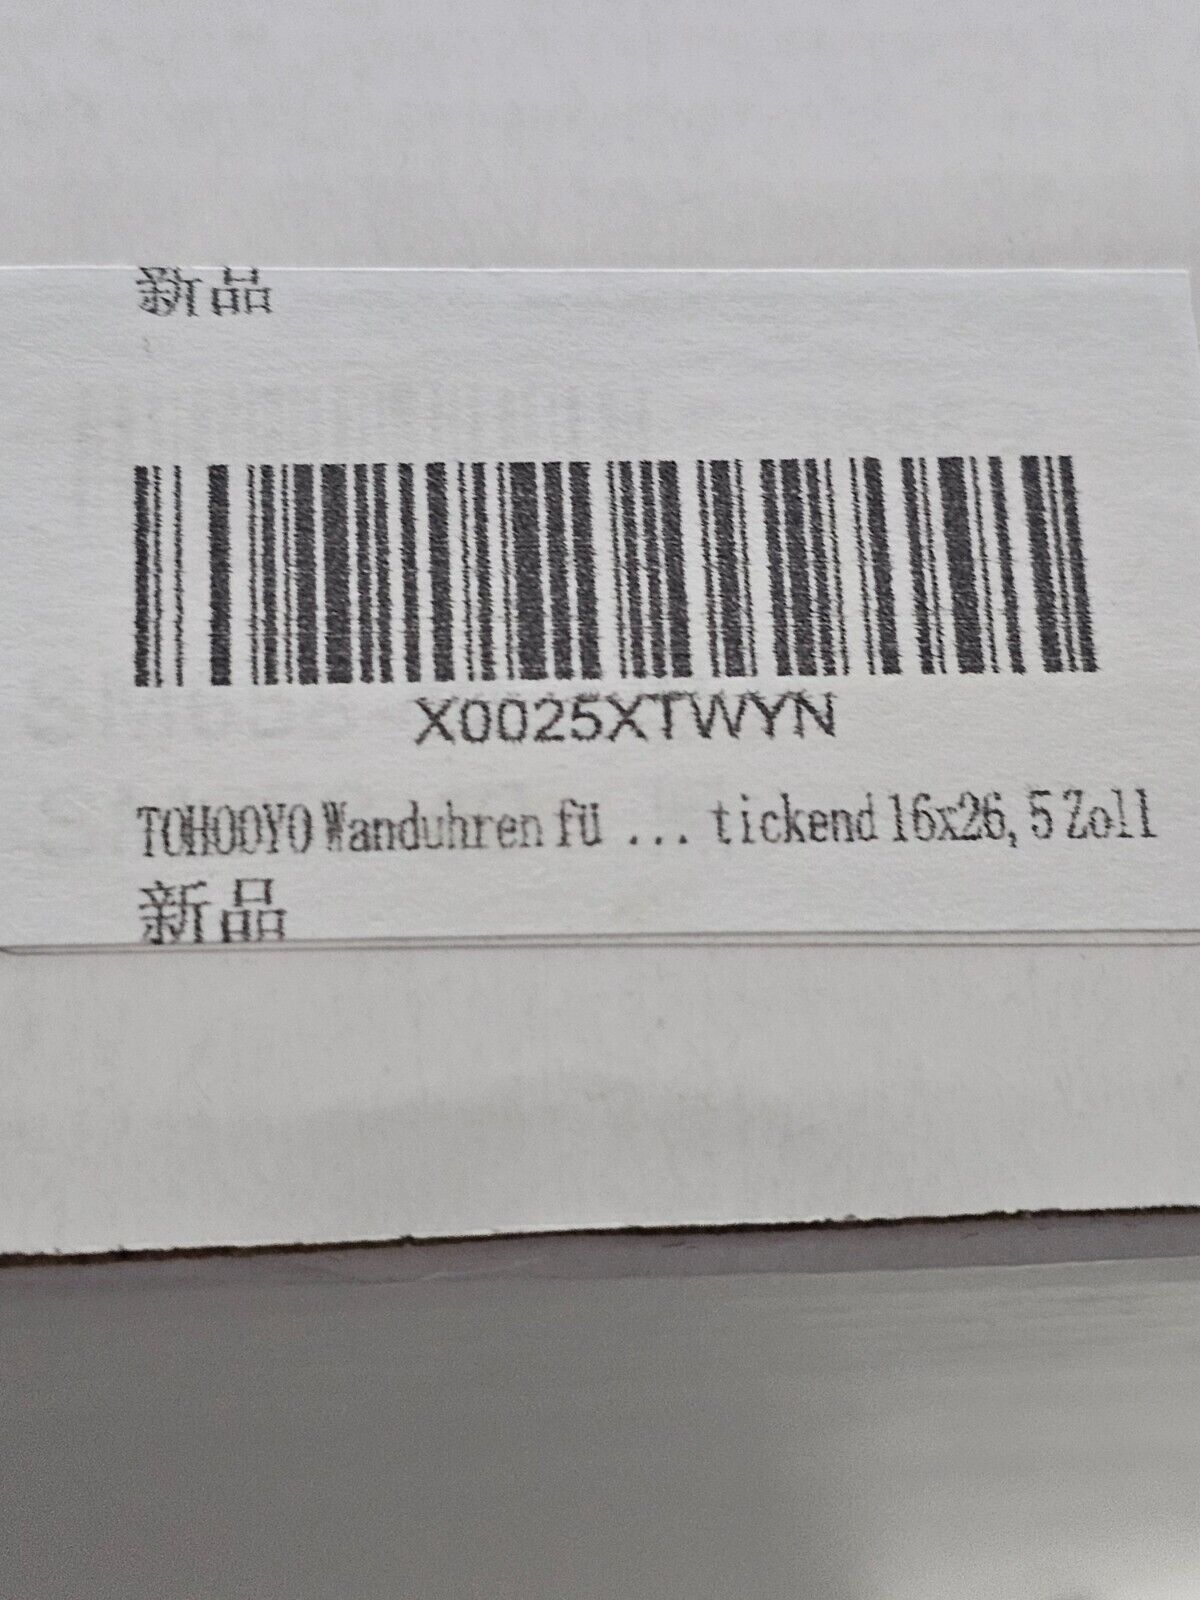 新品
X0025XTWYN
TOHOOYO Wanduhren fü ... tickend 16x26, 5 Zoll
新品